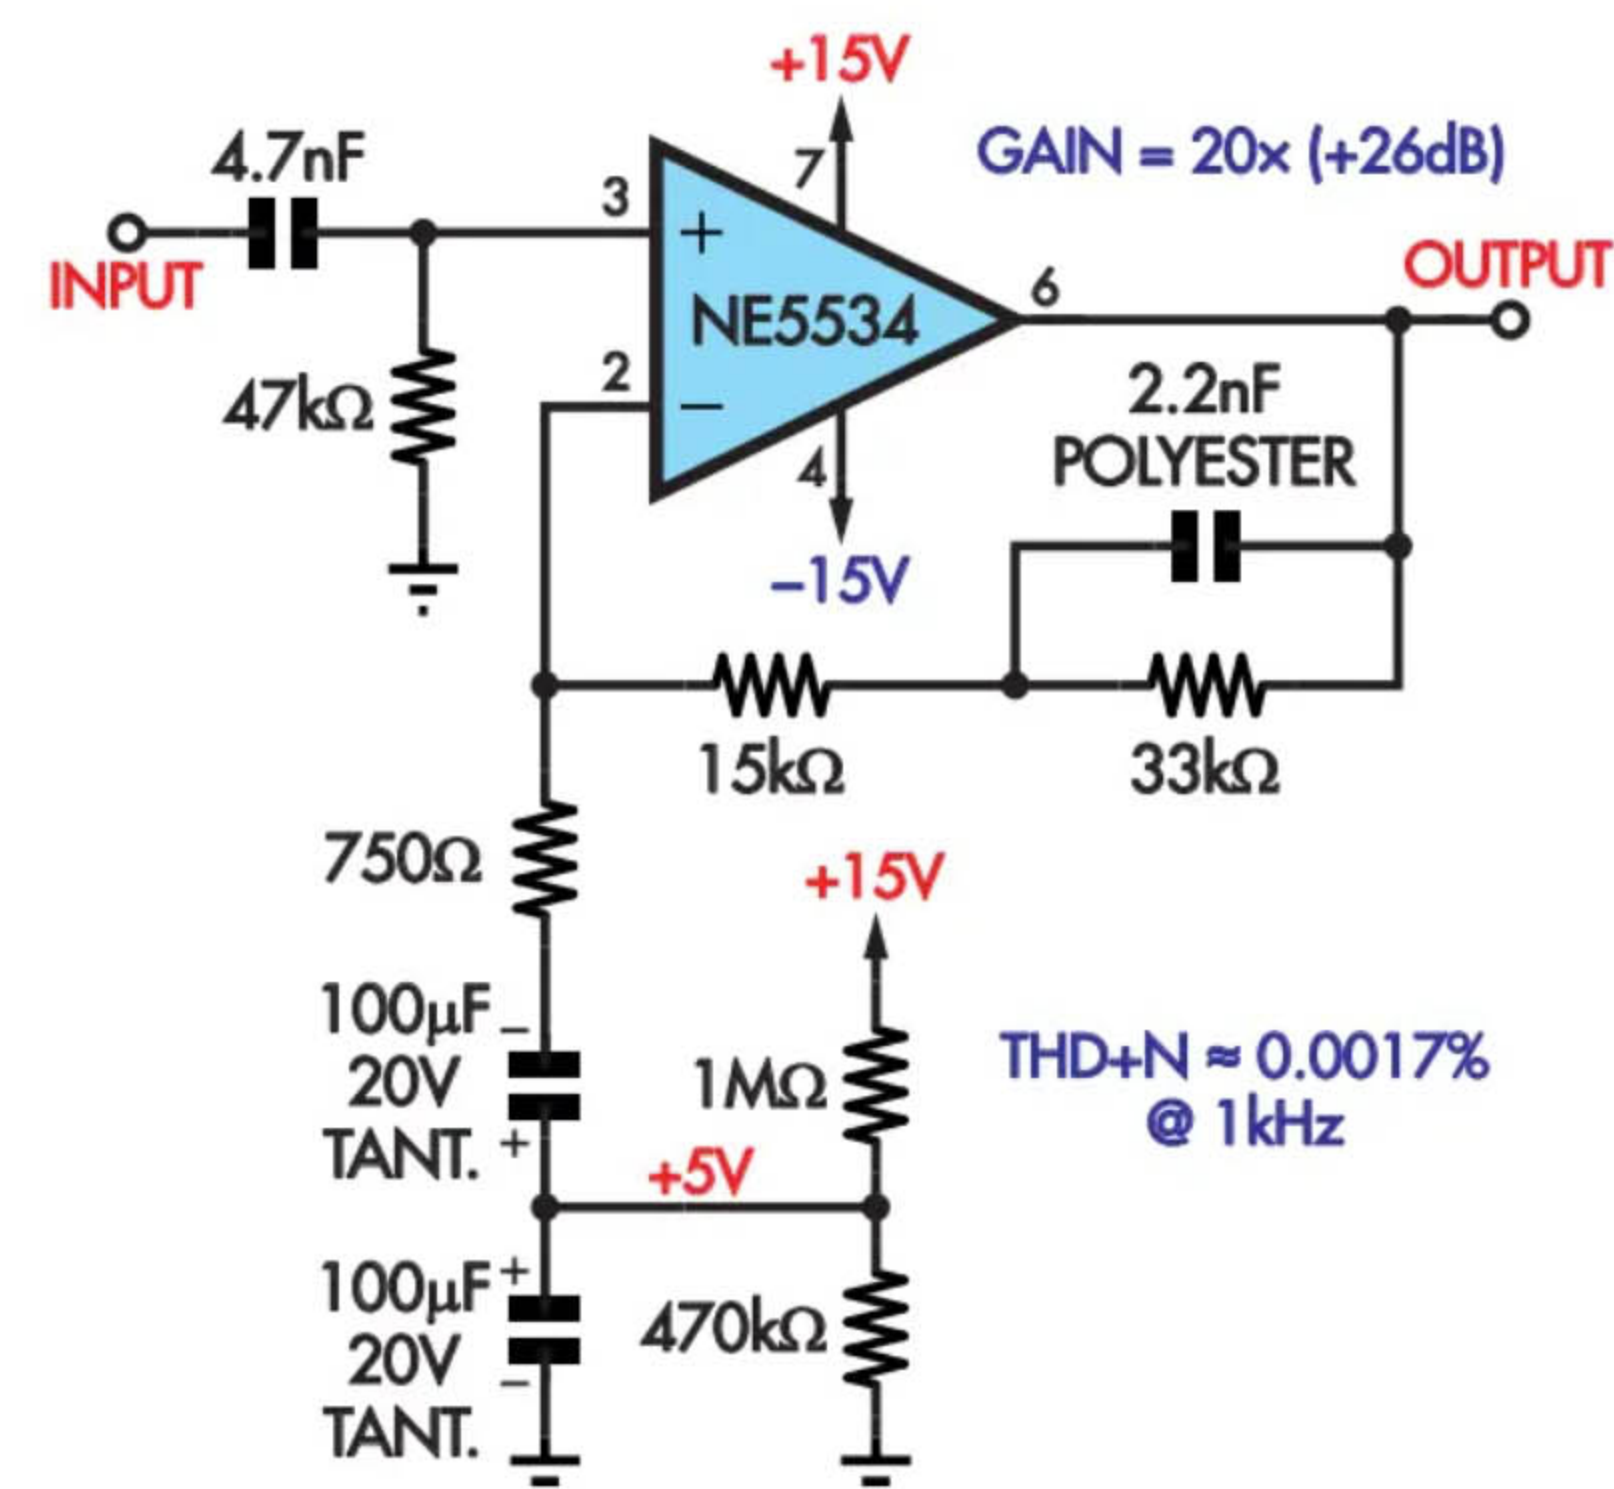 +15V
4.7nF
7
GAIN = 20× (+26dB)
3
+
INPUT
NE5534
6
OUTPUT
47kΩ
2
−
2.2nF
POLYESTER
4
−15V
15kΩ
33kΩ
750Ω
+15V
100µF −
20V
TANT. +
1MΩ
THD+N ≈ 0.0017%
@ 1kHz
+5V
100µF +
20V
TANT. −
470kΩ